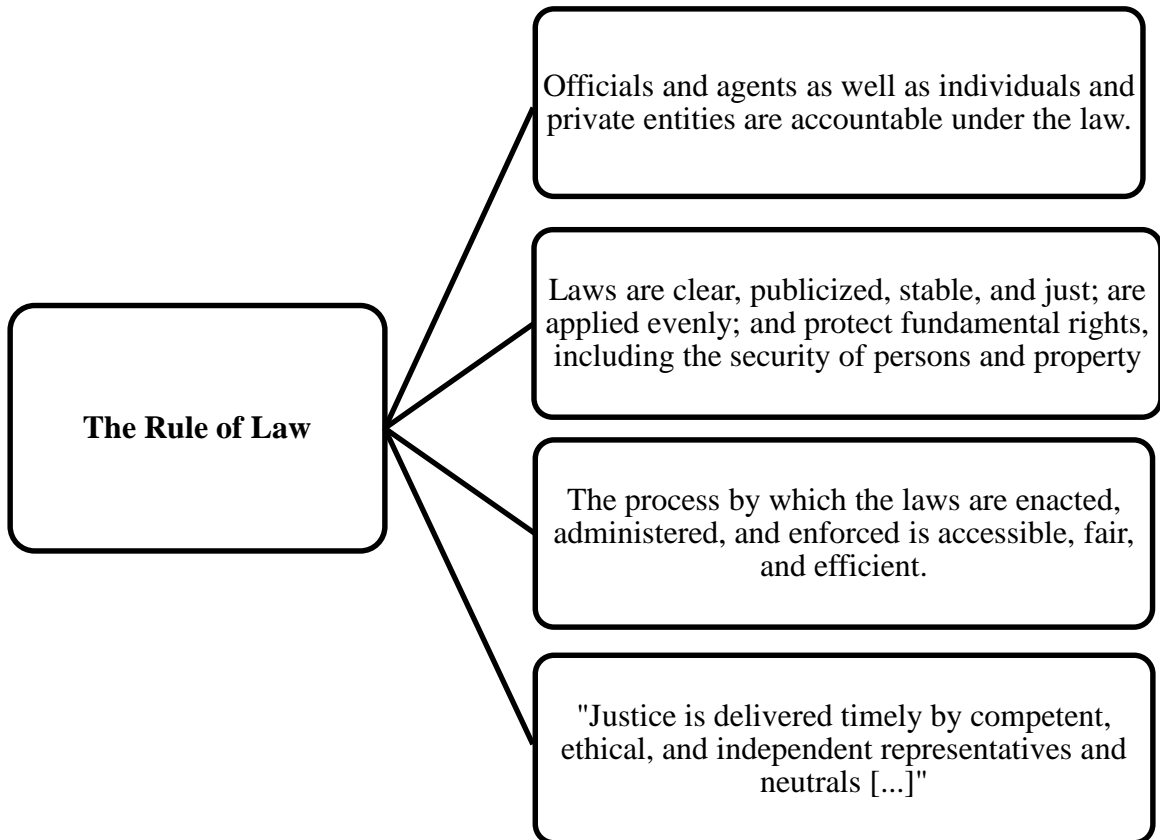 The Rule of Law
Officials and agents as well as individuals and
private entities are accountable under the law.
Laws are clear, publicized, stable, and just; are
applied evenly; and protect fundamental rights,
including the security of persons and property
The process by which the laws are enacted,
administered, and enforced is accessible, fair,
and efficient.
"Justice is delivered timely by competent,
ethical, and independent representatives and
neutrals [...]"